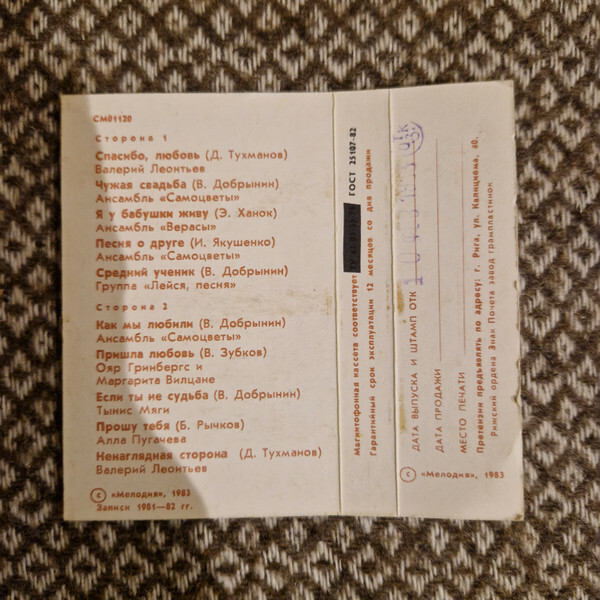 СМ01120
Сторона 1
Спасибо, любовь (Д. Тухманов)
Валерий Леонтьев
Чужая свадьба (В. Добрынин)
Ансамбль «Самоцветы»
Я у бабушки живу (Э. Ханок)
Ансамбль «Верасы»
Песня о друге (И. Якушенко)
Ансамбль «Самоцветы»
Средний ученик (В. Добрынин)
Группа «Лейся, песня»
Сторона 2
Как мы любили (В. Добрынин)
Ансамбль «Самоцветы»
Пришла любовь (В. Зубков)
Ояр Гринбергс и
Маргарита Вилцане
Если ты не судьба (В. Добрынин)
Тынис Мяги
Прошу тебя (Б. Рычков)
Алла Пугачева
Ненаглядная сторона (Д. Тухманов)
Валерий Леонтьев
© «Мелодия», 1983
Записи 1981—82 гг.
Магнитофонная кассета соответствует ГОСТ 25107-82
Гарантийный срок эксплуатации 12 месяцев со дня продажи
ДАТА ВЫПУСКА И ШТАМП ОТК
ДАТА ПРОДАЖИ
МЕСТО ПЕЧАТИ
Претензии предъявлять по адресу: г. Рига, ул. Калнциема, 40.
Рижский ордена Знак Почета завод грампластинок
© «Мелодия», 1983